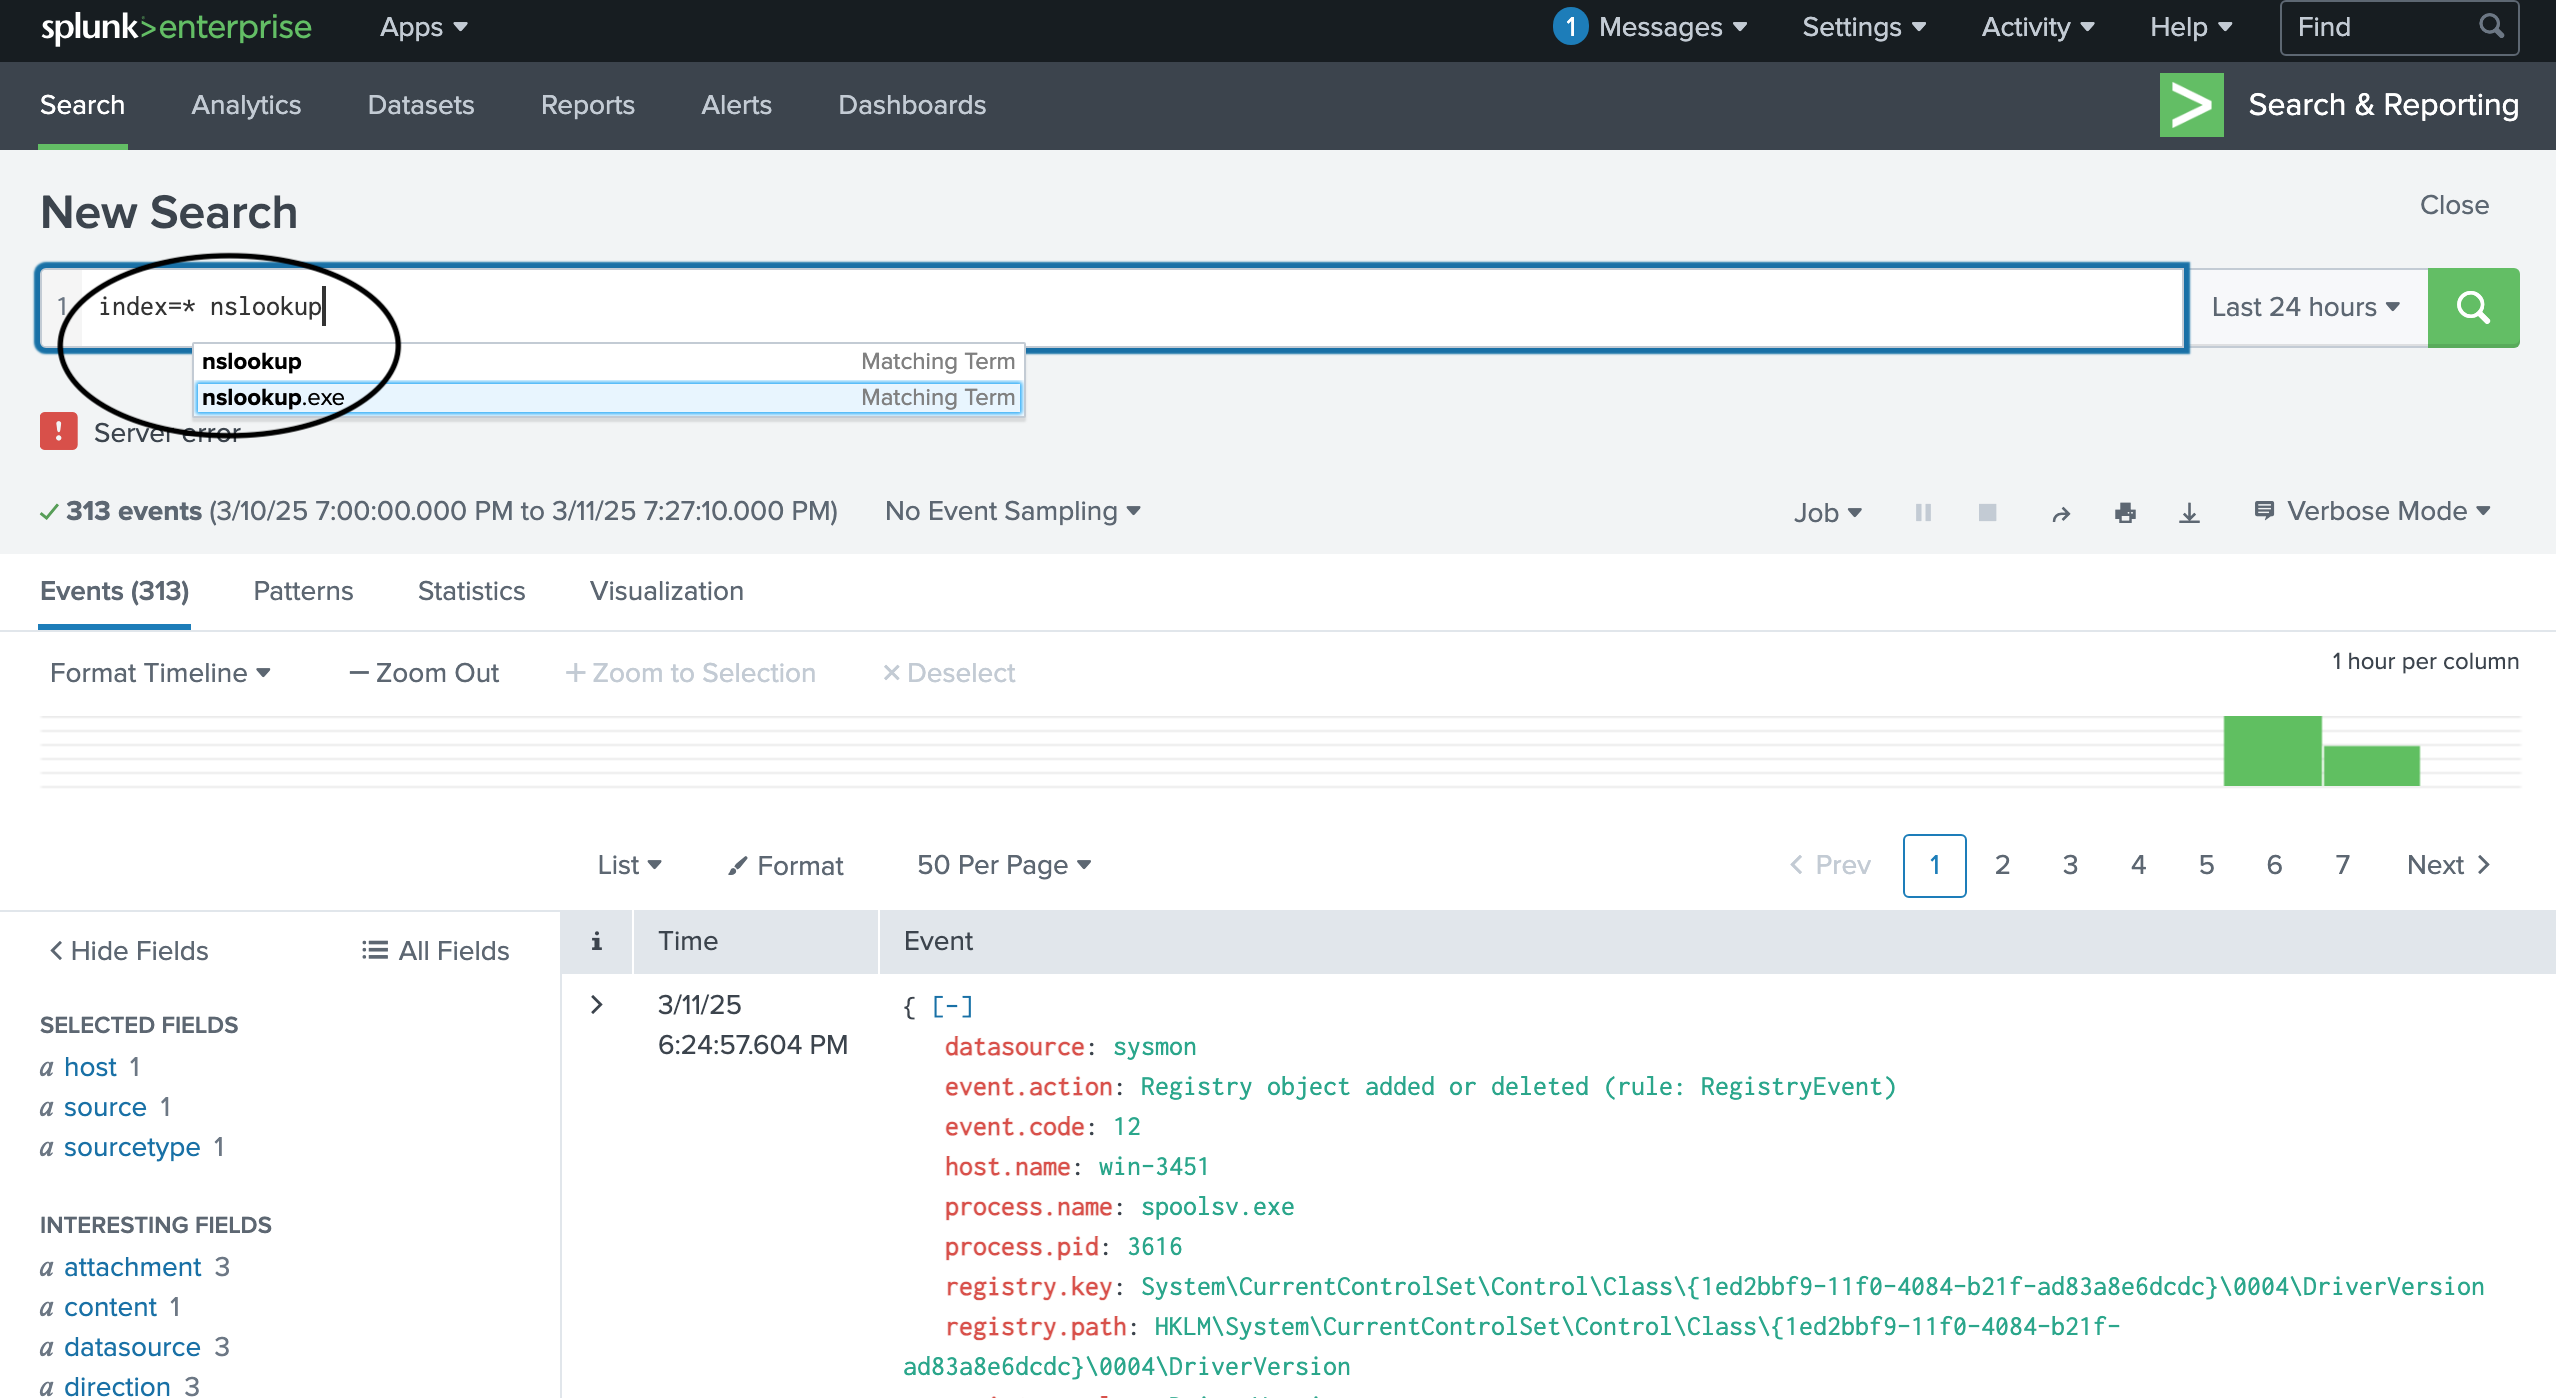 splunk>enterprise Apps 1 Messages Settings Activity Help Find
Search Analytics Datasets Reports Alerts Dashboards Search & Reporting
New Search Close
1 index=* nslookup Last 24 hours
nslookup Matching Term
nslookup.exe Matching Term
! Server error
313 events (3/10/25 7:00:00.000 PM to 3/11/25 7:27:10.000 PM) No Event Sampling Job Verbose Mode
Events (313) Patterns Statistics Visualization
Format Timeline — Zoom Out + Zoom to Selection × Deselect 1 hour per column
List Format 50 Per Page < Prev 1 2 3 4 5 6 7 Next >
< Hide Fields All Fields i Time Event
SELECTED FIELDS
a host 1
a source 1
a sourcetype 1
INTERESTING FIELDS
a attachment 3
a content 1
a datasource 3
a direction 3
> 3/11/25
6:24:57.604 PM
{ [-]
datasource: sysmon
event.action: Registry object added or deleted (rule: RegistryEvent)
event.code: 12
host.name: win-3451
process.name: spoolsv.exe
process.pid: 3616
registry.key: System\CurrentControlSet\Control\Class\{1ed2bbf9-11f0-4084-b21f-ad83a8e6dcdc}\0004\DriverVersion
registry.path: HKLM\System\CurrentControlSet\Control\Class\{1ed2bbf9-11f0-4084-b21f-
ad83a8e6dcdc}\0004\DriverVersion